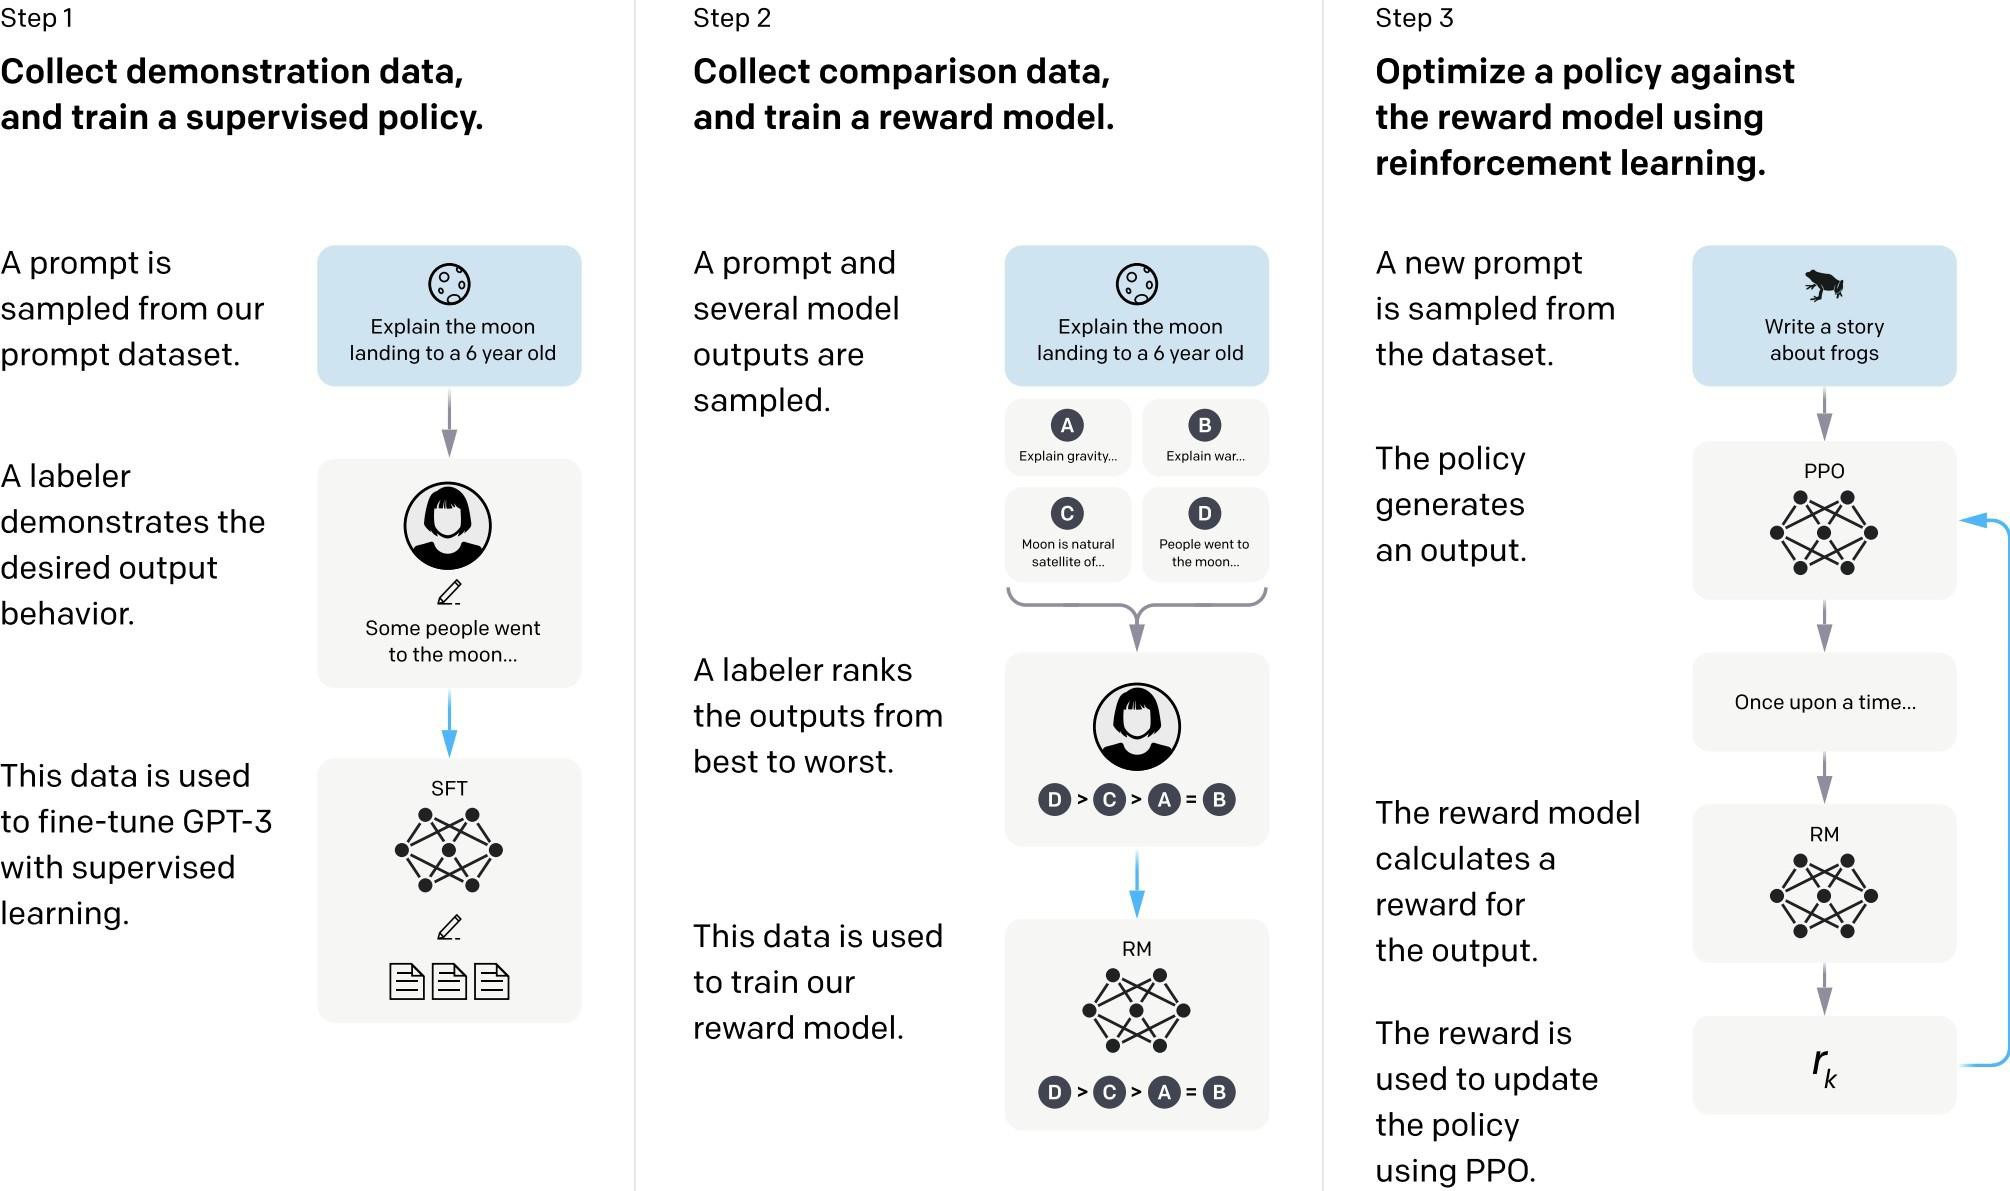 Step 1
Collect demonstration data,
and train a supervised policy.
A prompt is
sampled from our
prompt dataset.
Explain the moon
landing to a 6 year old
A labeler
demonstrates the
desired output
behavior.
Some people went
to the moon...
This data is used
to fine-tune GPT-3
with supervised
learning.
SFT
Step 2
Collect comparison data,
and train a reward model.
A prompt and
several model
outputs are
sampled.
Explain the moon
landing to a 6 year old
A
Explain gravity...
B
Explain war...
C
Moon is natural
satellite of...
D
People went to
the moon...
A labeler ranks
the outputs from
best to worst.
D > C > A = B
This data is used
to train our
reward model.
RM
D > C > A = B
Step 3
Optimize a policy against
the reward model using
reinforcement learning.
A new prompt
is sampled from
the dataset.
Write a story
about frogs
The policy
generates
an output.
PPO
Once upon a time...
The reward model
calculates a
reward for
the output.
RM
The reward is
used to update
the policy
using PPO.
r_k